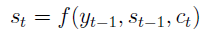 s_t = f(y_{t−1}, s_{t−1}, c_t)